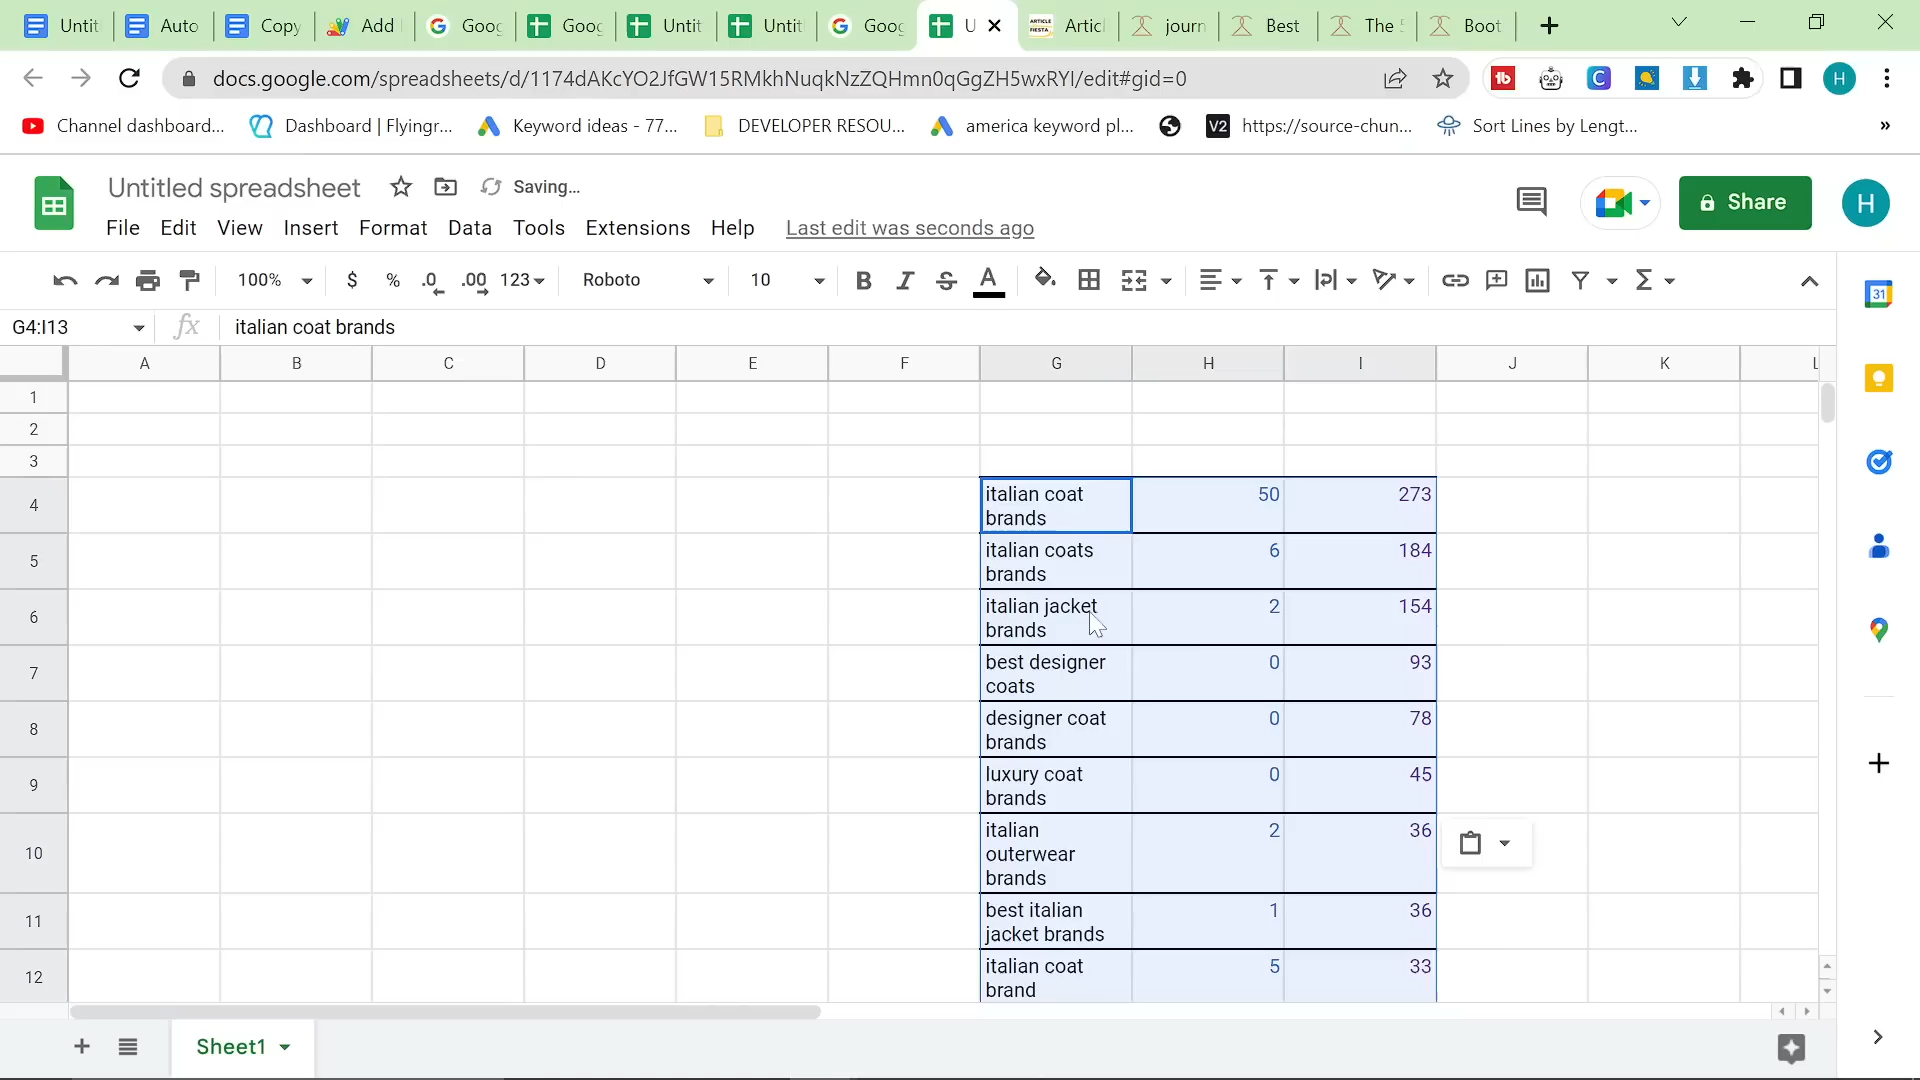 Untit
Auto
Copy
Add
Goog
Goog
Untit
Untit
Goog
U
ARTICLE FIESTA
Articl
journ
Best
The
Boot
docs.google.com/spreadsheets/d/1174dAKcYO2JfGW15RMkhNuqkNzZQHmn0qGgZH5wxRYI/edit#gid=0
H
Channel dashboard...
Dashboard | Flyingr...
Keyword ideas - 77...
DEVELOPER RESOU...
america keyword pl...
V2
https://source-chun...
Sort Lines by Lengt...
»
Untitled spreadsheet
Saving...
File Edit View Insert Format Data Tools Extensions Help
Last edit was seconds ago
Share
H
100%
$
%
.0
.00
123
Roboto
10
B
I
S
A
Σ
31
G4:I13
fx
italian coat brands
A B C D E F G H I J K L
1
2
3
4
italian coat
brands
50
273
5
italian coats
brands
6
184
6
italian jacket
brands
2
154
7
best designer
coats
0
93
8
designer coat
brands
0
78
9
luxury coat
brands
0
45
10
italian
outerwear
brands
2
36
11
best italian
jacket brands
1
36
12
italian coat
brand
5
33
Sheet1